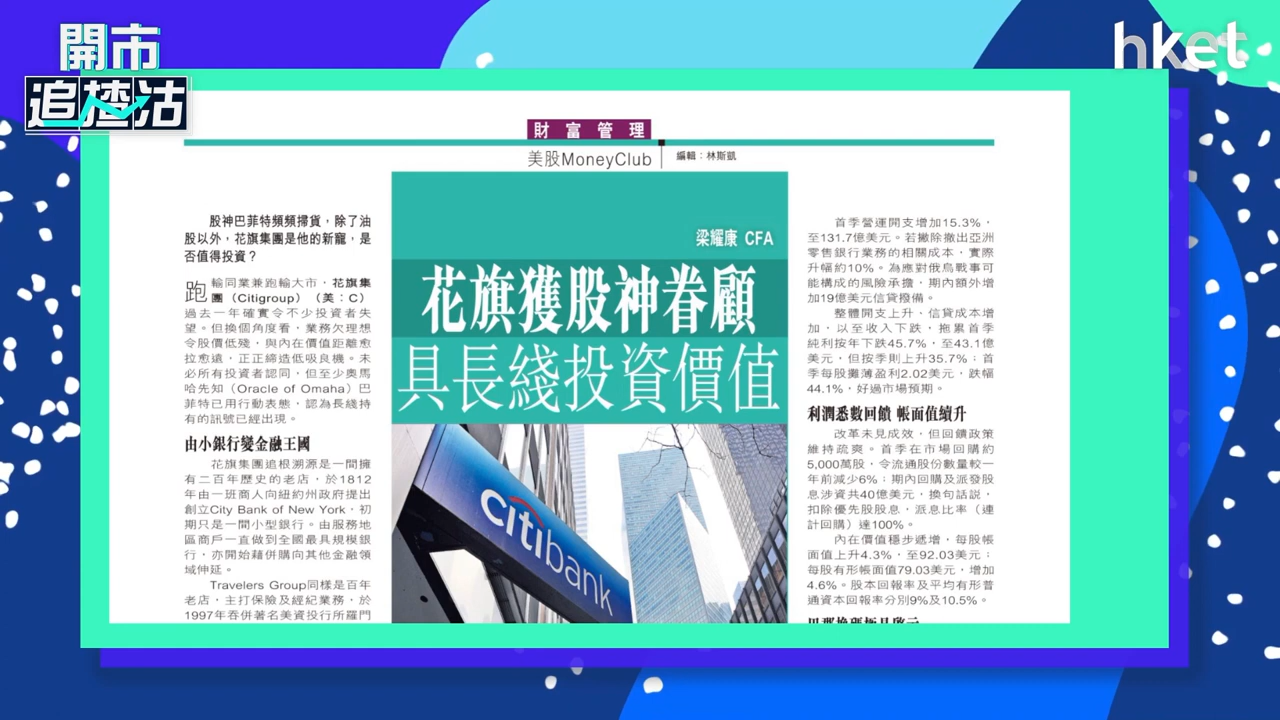 開市
追揸沽
hket
財富管理
美股MoneyClub
編輯：林斯凱
股神巴菲特頻頻掃貨，除了油
股以外，花旗集團是他的新寵，是
否值得投資？
跑輸同業兼跑輸大市，花旗集
團（Citigroup）（美：C）
過去一年確實令不少投資者失
望。但換個角度看，業務欠理想
令股價低殘，與內在價值距離愈
拉愈遠，正正締造低吸良機。未
必所有投資者認同，但至少奧馬
哈先知（Oracle of Omaha）巴
菲特已用行動表態，認為長綫持
有的訊號已經出現。
由小銀行變金融王國
花旗集團追根溯源是一間擁
有二百年歷史的老店，於1812
年由一班商人向紐約州政府提出
創立City Bank of New York，初
期只是一間小型銀行。由服務地
區商戶一直做到全國最具規模銀
行，亦開始藉併購向其他金融領
域伸延。
Travelers Group同樣是百年
老店，主打保險及經紀業務，於
1997年吞併著名美資投行所羅門
梁耀康 CFA
花旗獲股神眷顧
具長綫投資價值
citibank
首季營運開支增加15.3%，
至131.7億美元。若撇除撤出亞洲
零售銀行業務的相關成本，實際
升幅約10%。為應對俄烏戰事可
能構成的風險承擔，期內額外增
加19億美元信貸撥備。
整體開支上升、信貸成本增
加，以至收入下跌，拖累首季
純利按年下跌45.7%，至43.1億
美元，但按季則上升35.7%；首
季每股攤薄盈利2.02美元，跌幅
44.1%，好過市場預期。
利潤悉數回饋 帳面值續升
改革未見成效，但回饋政策
維持疏爽。首季在市場回購約
5,000萬股，令流通股份數量較一
年前減少6%；期內回購及派發股
息涉資共40億美元，換句話說，
扣除優先股股息，派息比率（連
計回購）達100%。
內在價值穩步遞增，每股帳
面值上升4.3%，至92.03美元；
每股有形帳面值79.03美元，增加
4.6%。股本回報率及平均有形普
通資本回報率分別9%及10.5%。